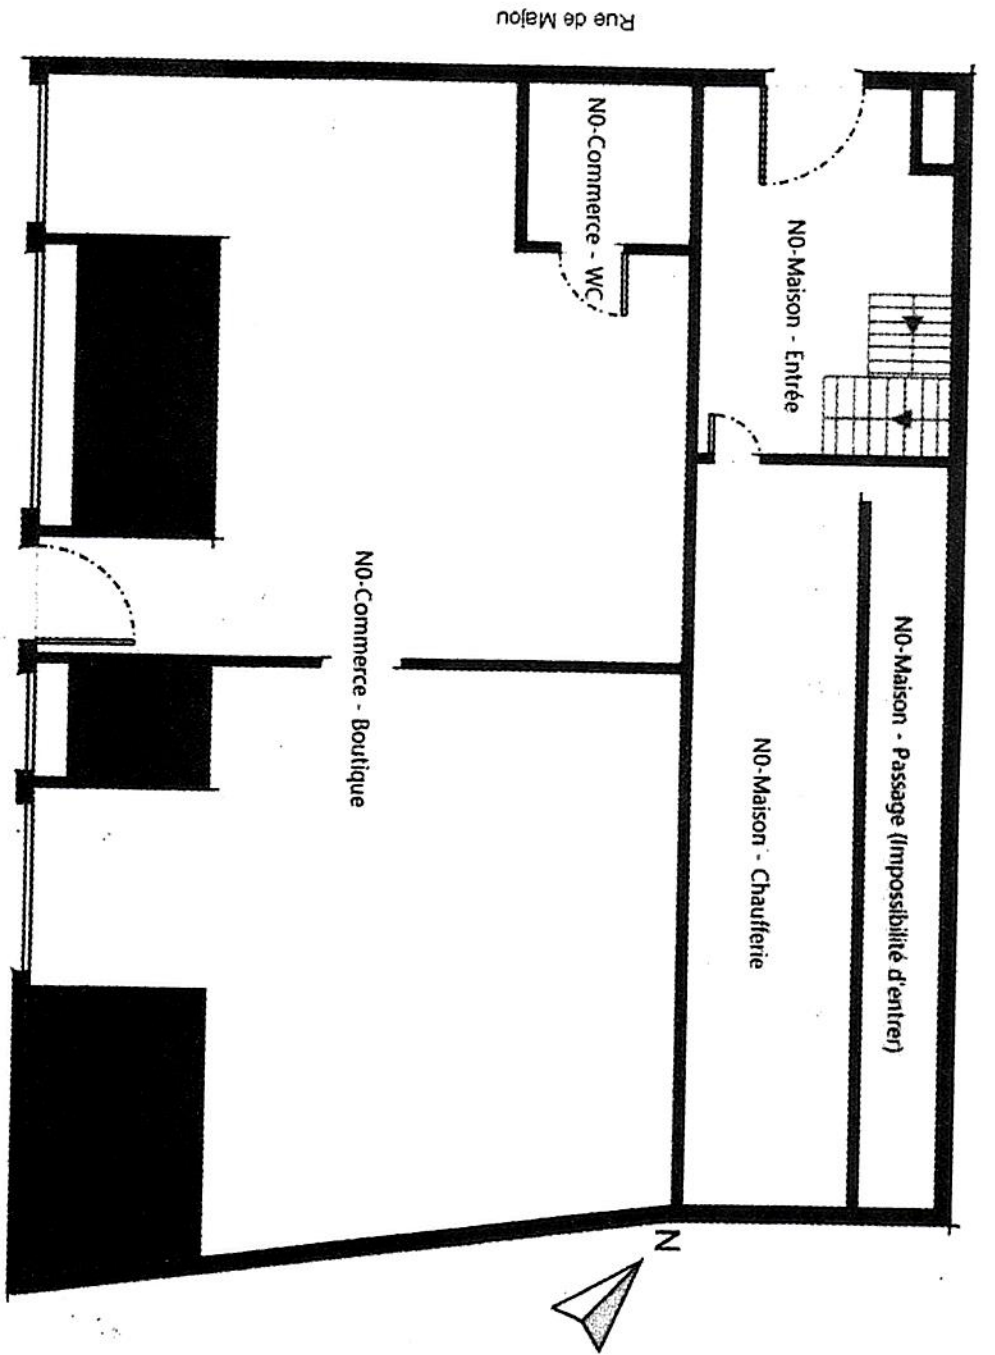 Rue de Majou
N0-Commerce - WC
N0-Maison - Entrée
N0-Commerce - Boutique
N0-Maison - Passage (Impossibilité d'entrer)
N0-Maison - Chaufferie
N